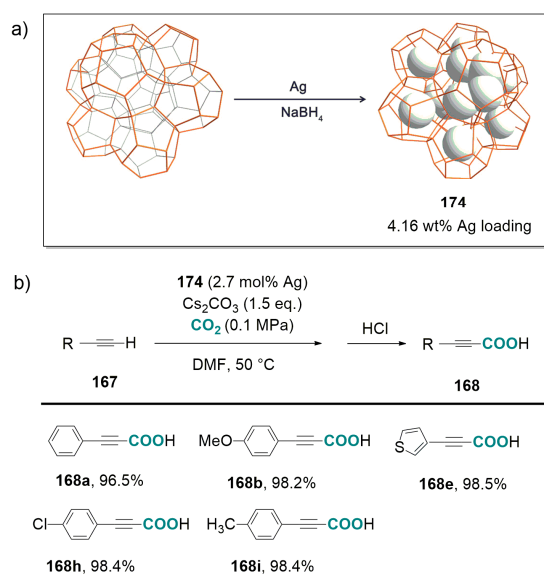 a)
Ag
NaBH₄
174
4.16 wt% Ag loading
b)
174 (2.7 mol% Ag)
Cs₂CO₃ (1.5 eq.)
CO₂ (0.1 MPa)
DMF, 50 °C
HCl
R H
167
R COOH
168
COOH
168a, 96.5%
MeO COOH
168b, 98.2%
S COOH
168e, 98.5%
Cl COOH
168h, 98.4%
H₃C COOH
168i, 98.4%